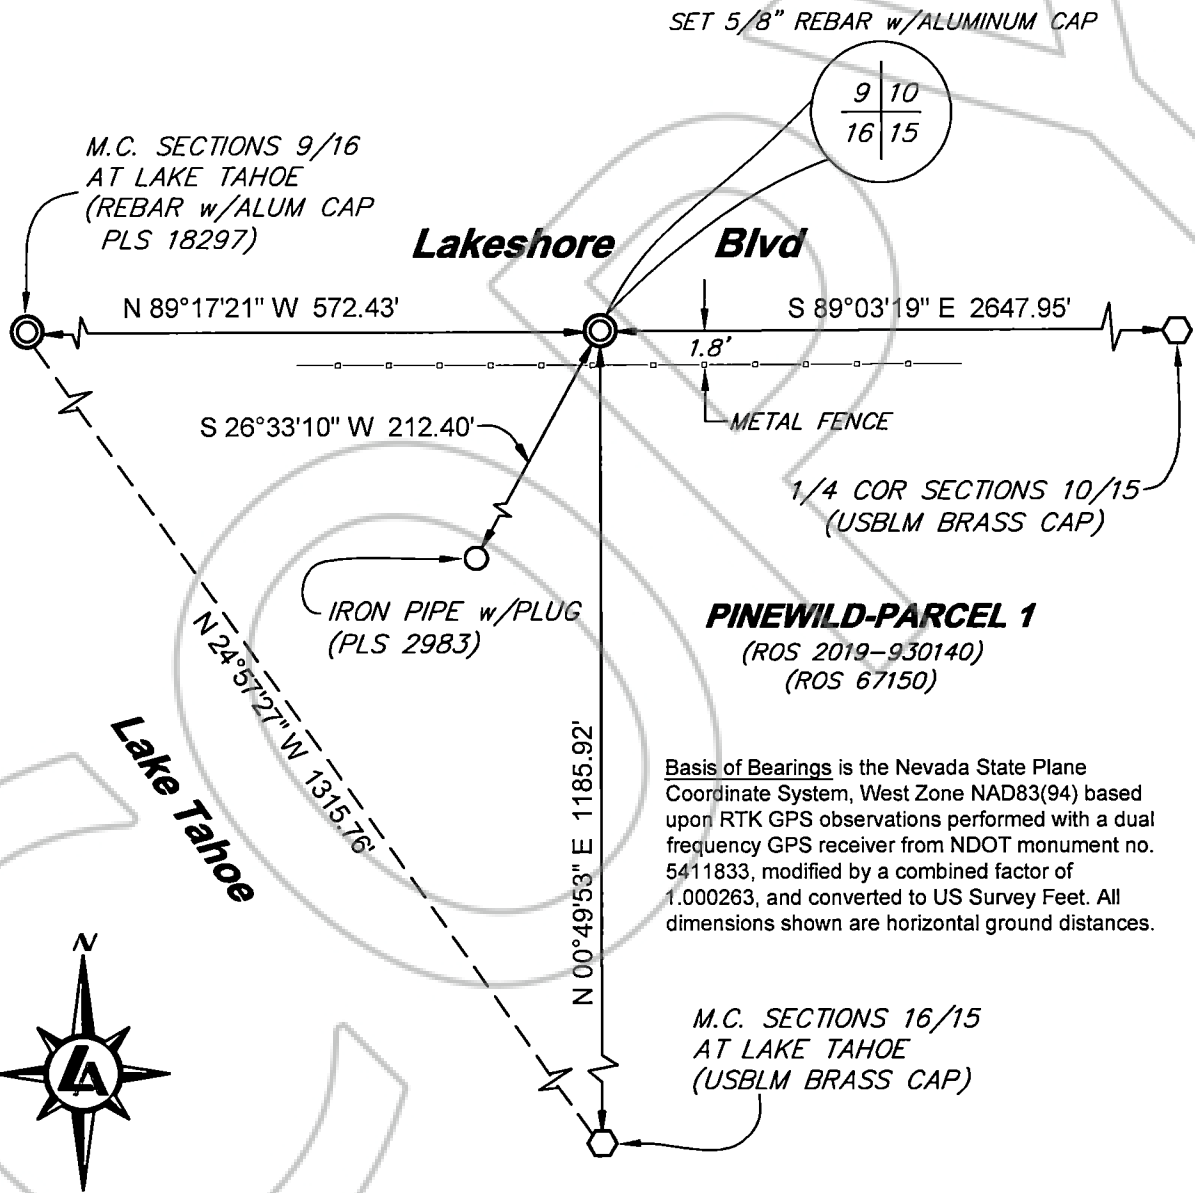 SET 5/8" REBAR w/ALUMINUM CAP
9 10
16 15
M.C. SECTIONS 9/16
AT LAKE TAHOE
(REBAR w/ALUM CAP
PLS 18297)
Lakeshore Blvd
N 89°17'21" W 572.43'
S 89°03'19" E 2647.95'
1.8'
S 26°33'10" W 212.40'
METAL FENCE
1/4 COR SECTIONS 10/15
(USBLM BRASS CAP)
IRON PIPE w/PLUG
(PLS 2983)
PINEWILD-PARCEL 1
(ROS 2019-930140)
(ROS 67150)
N 24°57'27" W 1315.76'
Lake Tahoe
N 00°49'53" E 1185.92'
Basis of Bearings is the Nevada State Plane
Coordinate System, West Zone NAD83(94) based
upon RTK GPS observations performed with a dual
frequency GPS receiver from NDOT monument no.
5411833, modified by a combined factor of
1.000263, and converted to US Survey Feet. All
dimensions shown are horizontal ground distances.
N
LA
M.C. SECTIONS 16/15
AT LAKE TAHOE
(USBLM BRASS CAP)
COPY